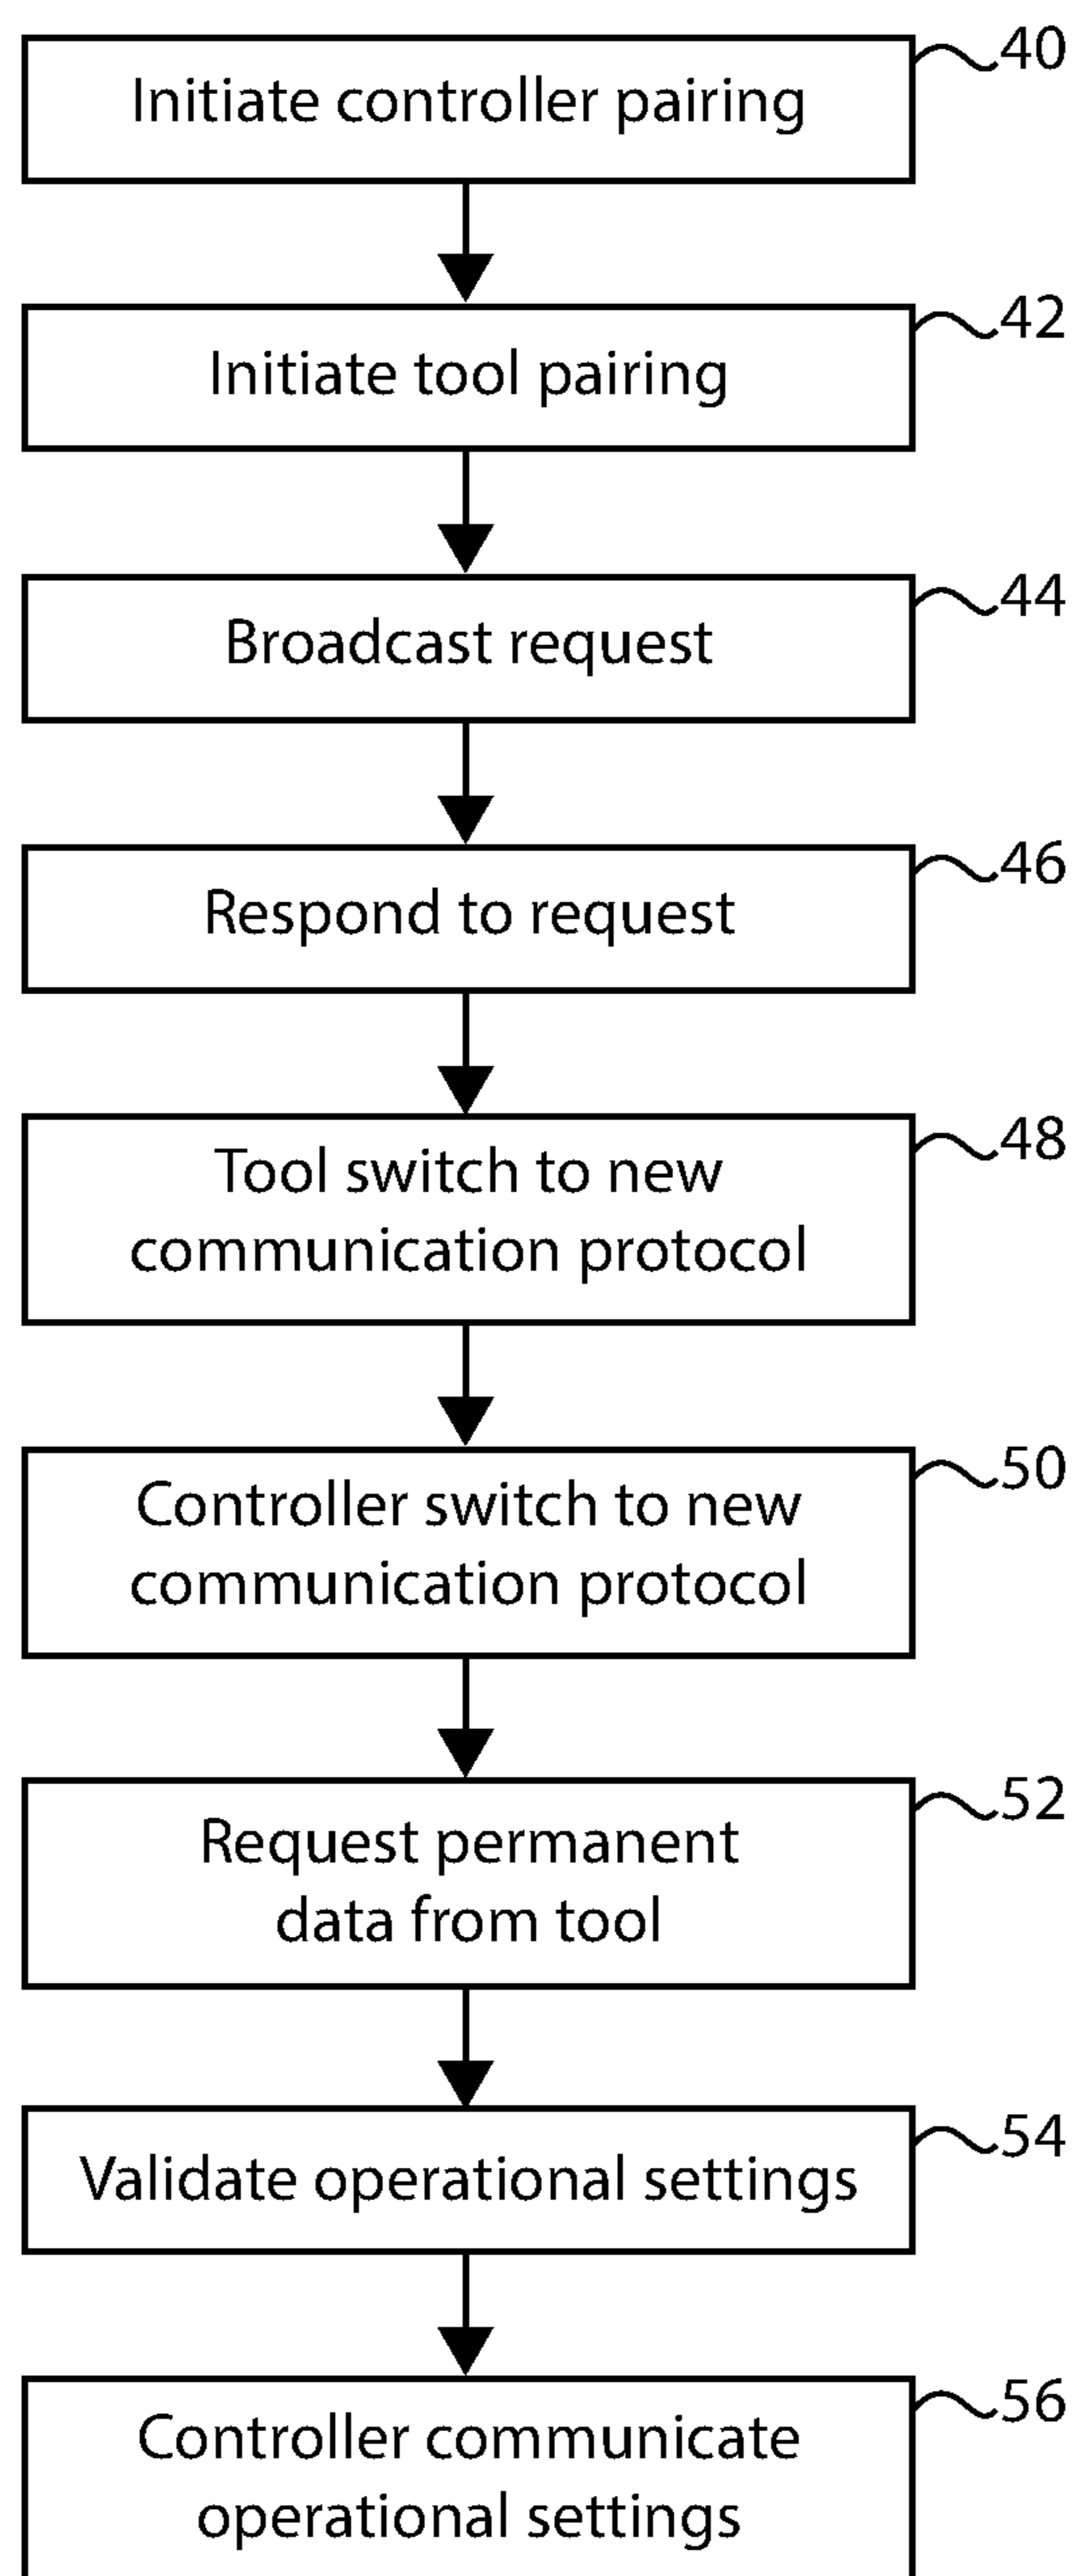 40
Initiate controller pairing
42
Initiate tool pairing
44
Broadcast request
46
Respond to request
48
Tool switch to new
communication protocol
50
Controller switch to new
communication protocol
52
Request permanent
data from tool
54
Validate operational settings
56
Controller communicate
operational settings